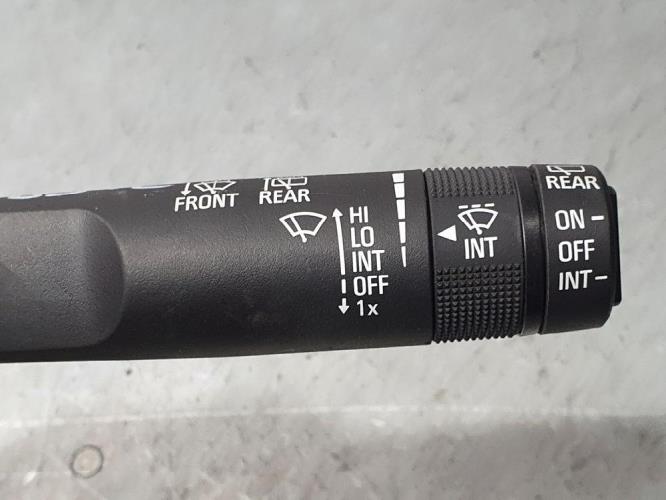 FRONT
REAR
HI
LO
INT
OFF
1x
INT
REAR
ON
OFF
INT